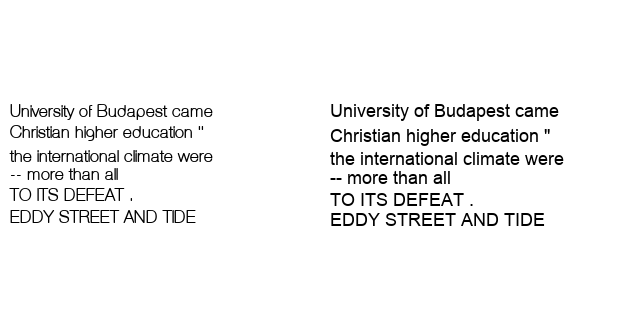 University of Budapest came
Christian higher education "
the international climate were
-- more than all
TO ITS DEFEAT .
EDDY STREET AND TIDE
University of Budapest came
Christian higher education "
the international climate were
-- more than all
TO ITS DEFEAT .
EDDY STREET AND TIDE